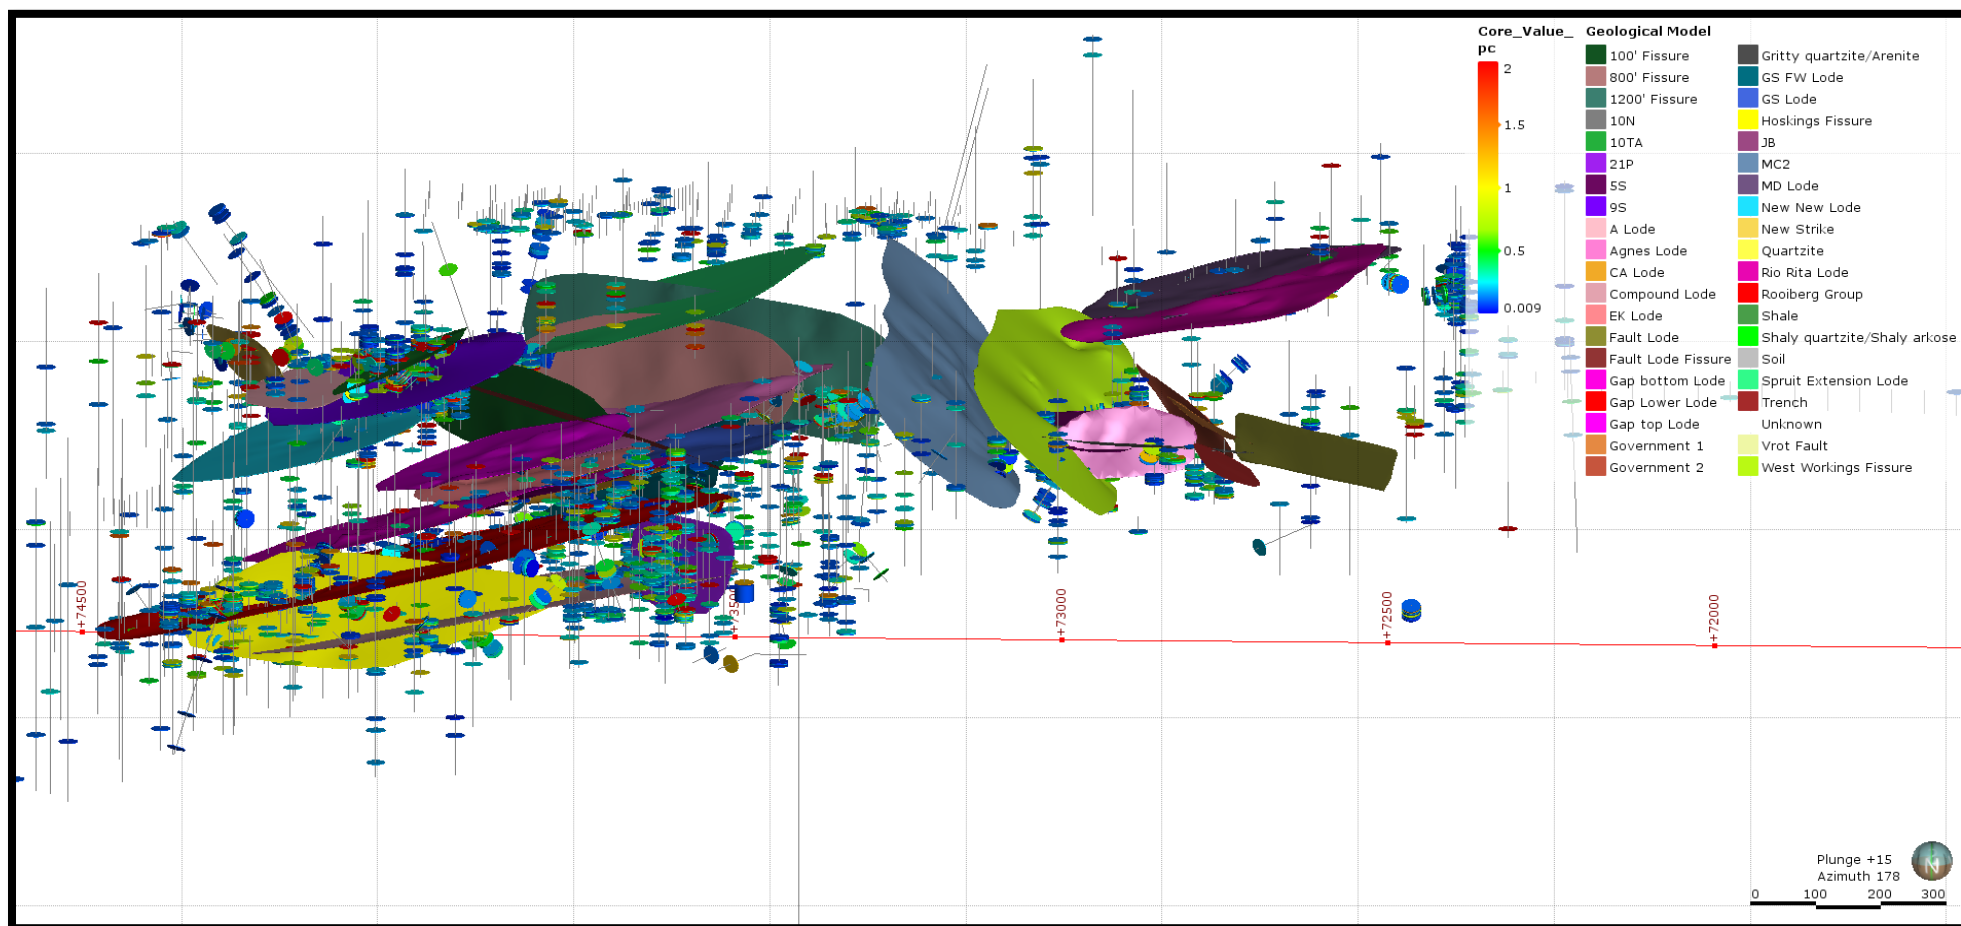 Core_Value_
pc
2
1.5
1
0.5
0.009
Geological Model
100' Fissure
800' Fissure
1200' Fissure
10N
10TA
21P
5S
9S
A Lode
Agnes Lode
CA Lode
Compound Lode
EK Lode
Fault Lode
Fault Lode Fissure
Gap bottom Lode
Gap Lower Lode
Gap top Lode
Government 1
Government 2
Gritty quartzite/Arenite
GS FW Lode
GS Lode
Hoskings Fissure
JB
MC2
MD Lode
New New Lode
New Strike
Quartzite
Rio Rita Lode
Rooiberg Group
Shale
Shaly quartzite/Shaly arkose
Soil
Spruit Extension Lode
Trench
Unknown
Vrot Fault
West Workings Fissure
+74500
+73500
+73000
+72500
+72000
Plunge +15
Azimuth 178
N
0 100 200 300